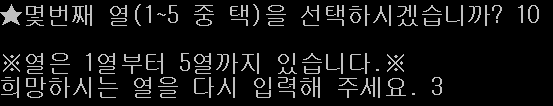 ★몇번째 열(1~5 중 택)을 선택하시겠습니까? 10
※열은 1열부터 5열까지 있습니다.※
희망하시는 열을 다시 입력해 주세요. 3